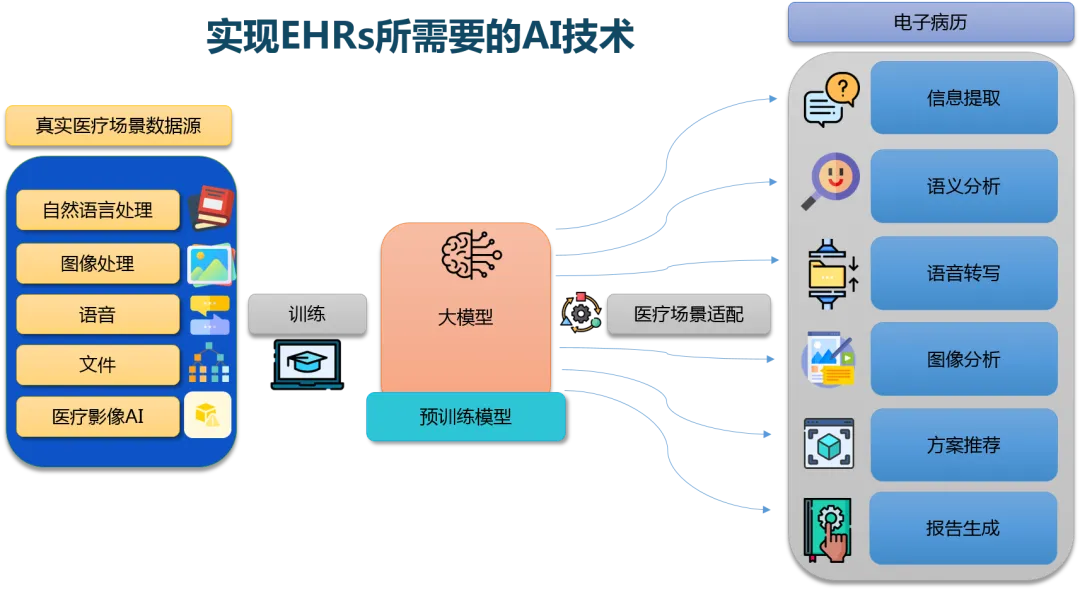 实现EHRs所需要的AI技术
真实医疗场景数据源
自然语言处理
图像处理
语音
文件
医疗影像AI
训练
大模型
预训练模型
医疗场景适配
电子病历
信息提取
?
语义分析
语音转写
图像分析
方案推荐
报告生成